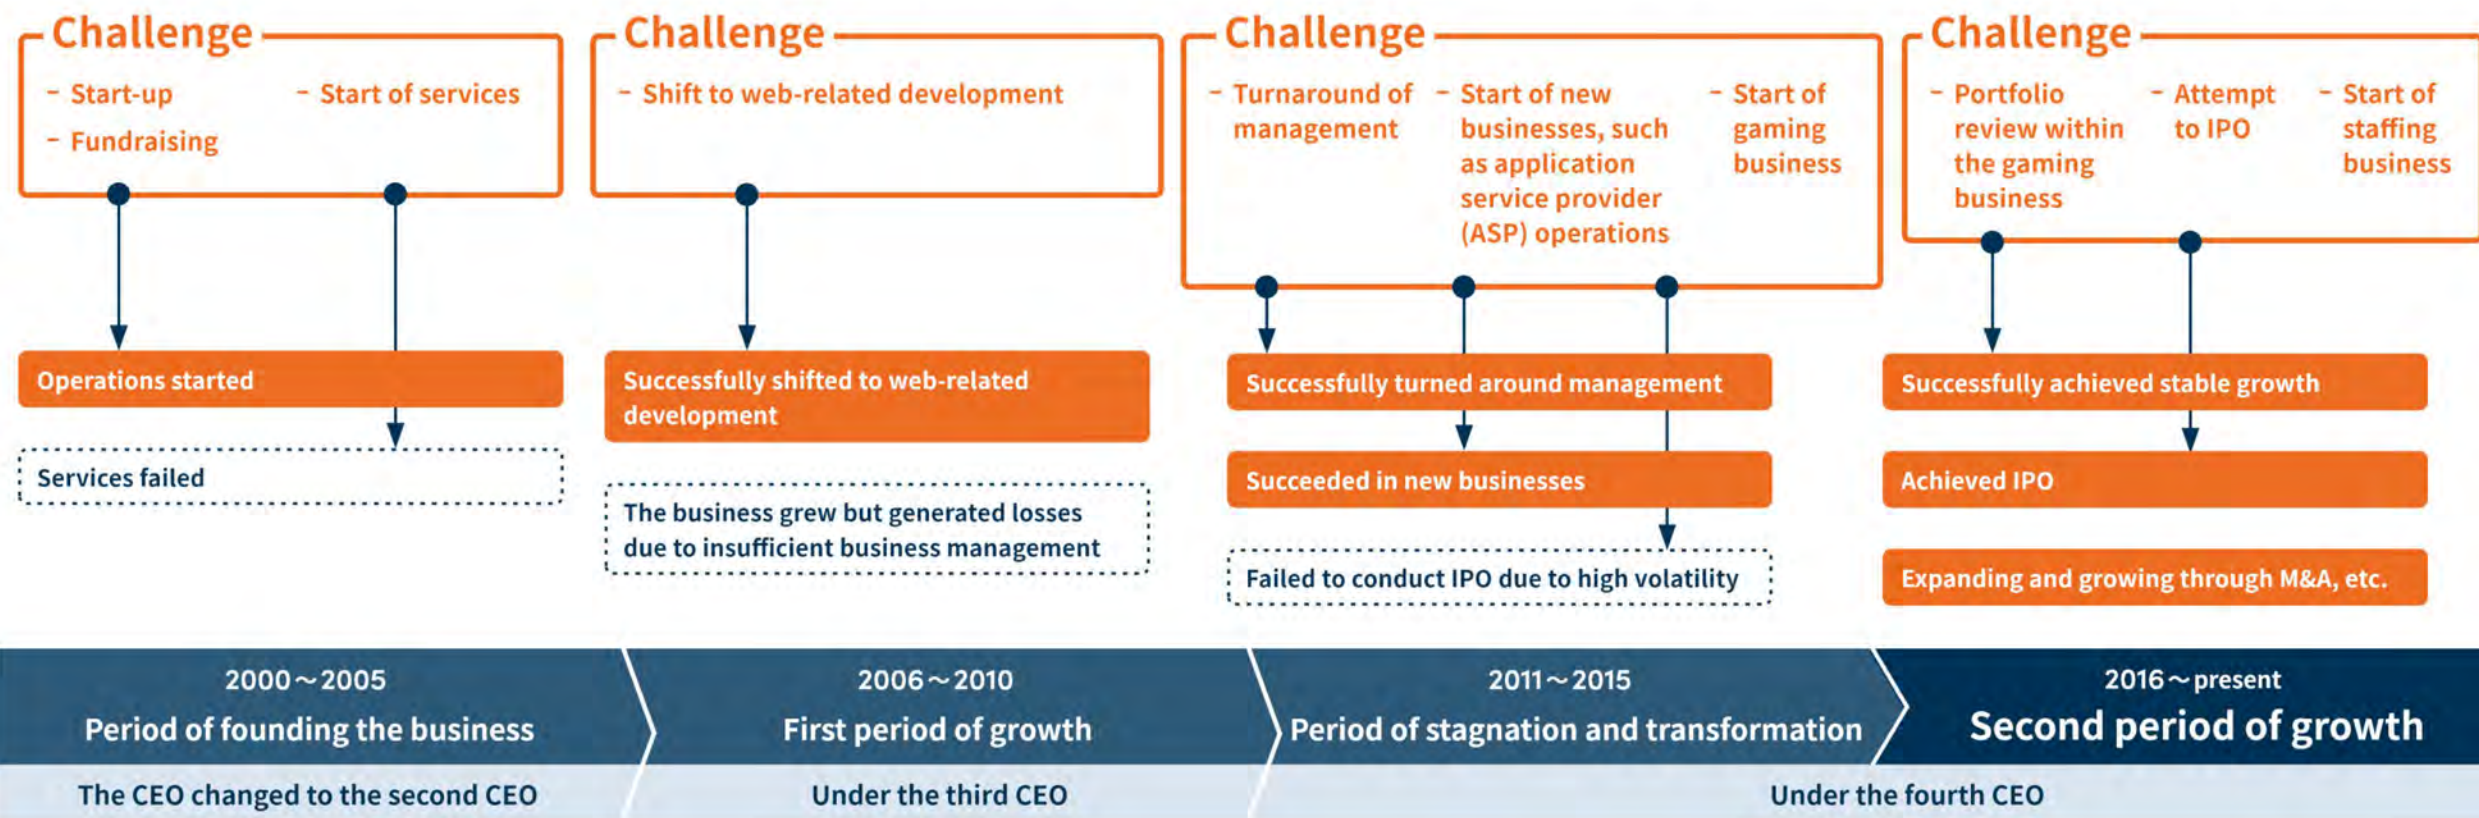 Challenge
- Start-up
- Fundraising
- Start of services
Operations started
Services failed
Challenge
- Shift to web-related development
Successfully shifted to web-related
development
The business grew but generated losses
due to insufficient business management
Challenge
- Turnaround of
management
- Start of new
businesses, such
as application
service provider
(ASP) operations
- Start of
gaming
business
Successfully turned around management
Succeeded in new businesses
Failed to conduct IPO due to high volatility
Challenge
- Portfolio
review within
the gaming
business
- Attempt
to IPO
- Start of
staffing
business
Successfully achieved stable growth
Achieved IPO
Expanding and growing through M&A, etc.
2000～2005
Period of founding the business
The CEO changed to the second CEO
2006～2010
First period of growth
Under the third CEO
2011～2015
Period of stagnation and transformation
2016～present
Second period of growth
Under the fourth CEO